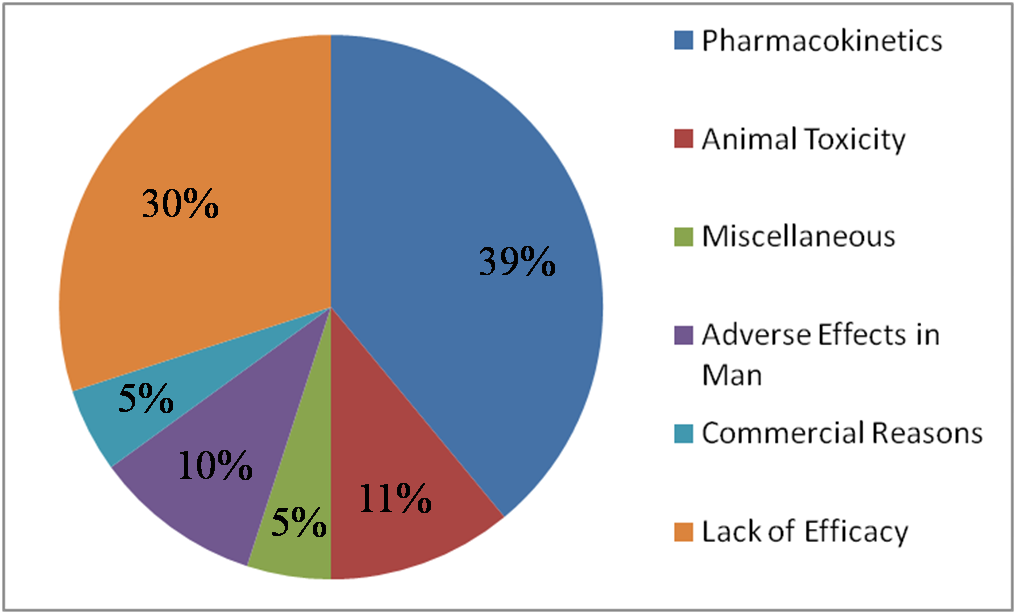 Pharmacokinetics
Animal Toxicity
Miscellaneous
Adverse Effects in
Man
Commercial Reasons
Lack of Efficacy
30%
39%
5%
10%
5%
11%